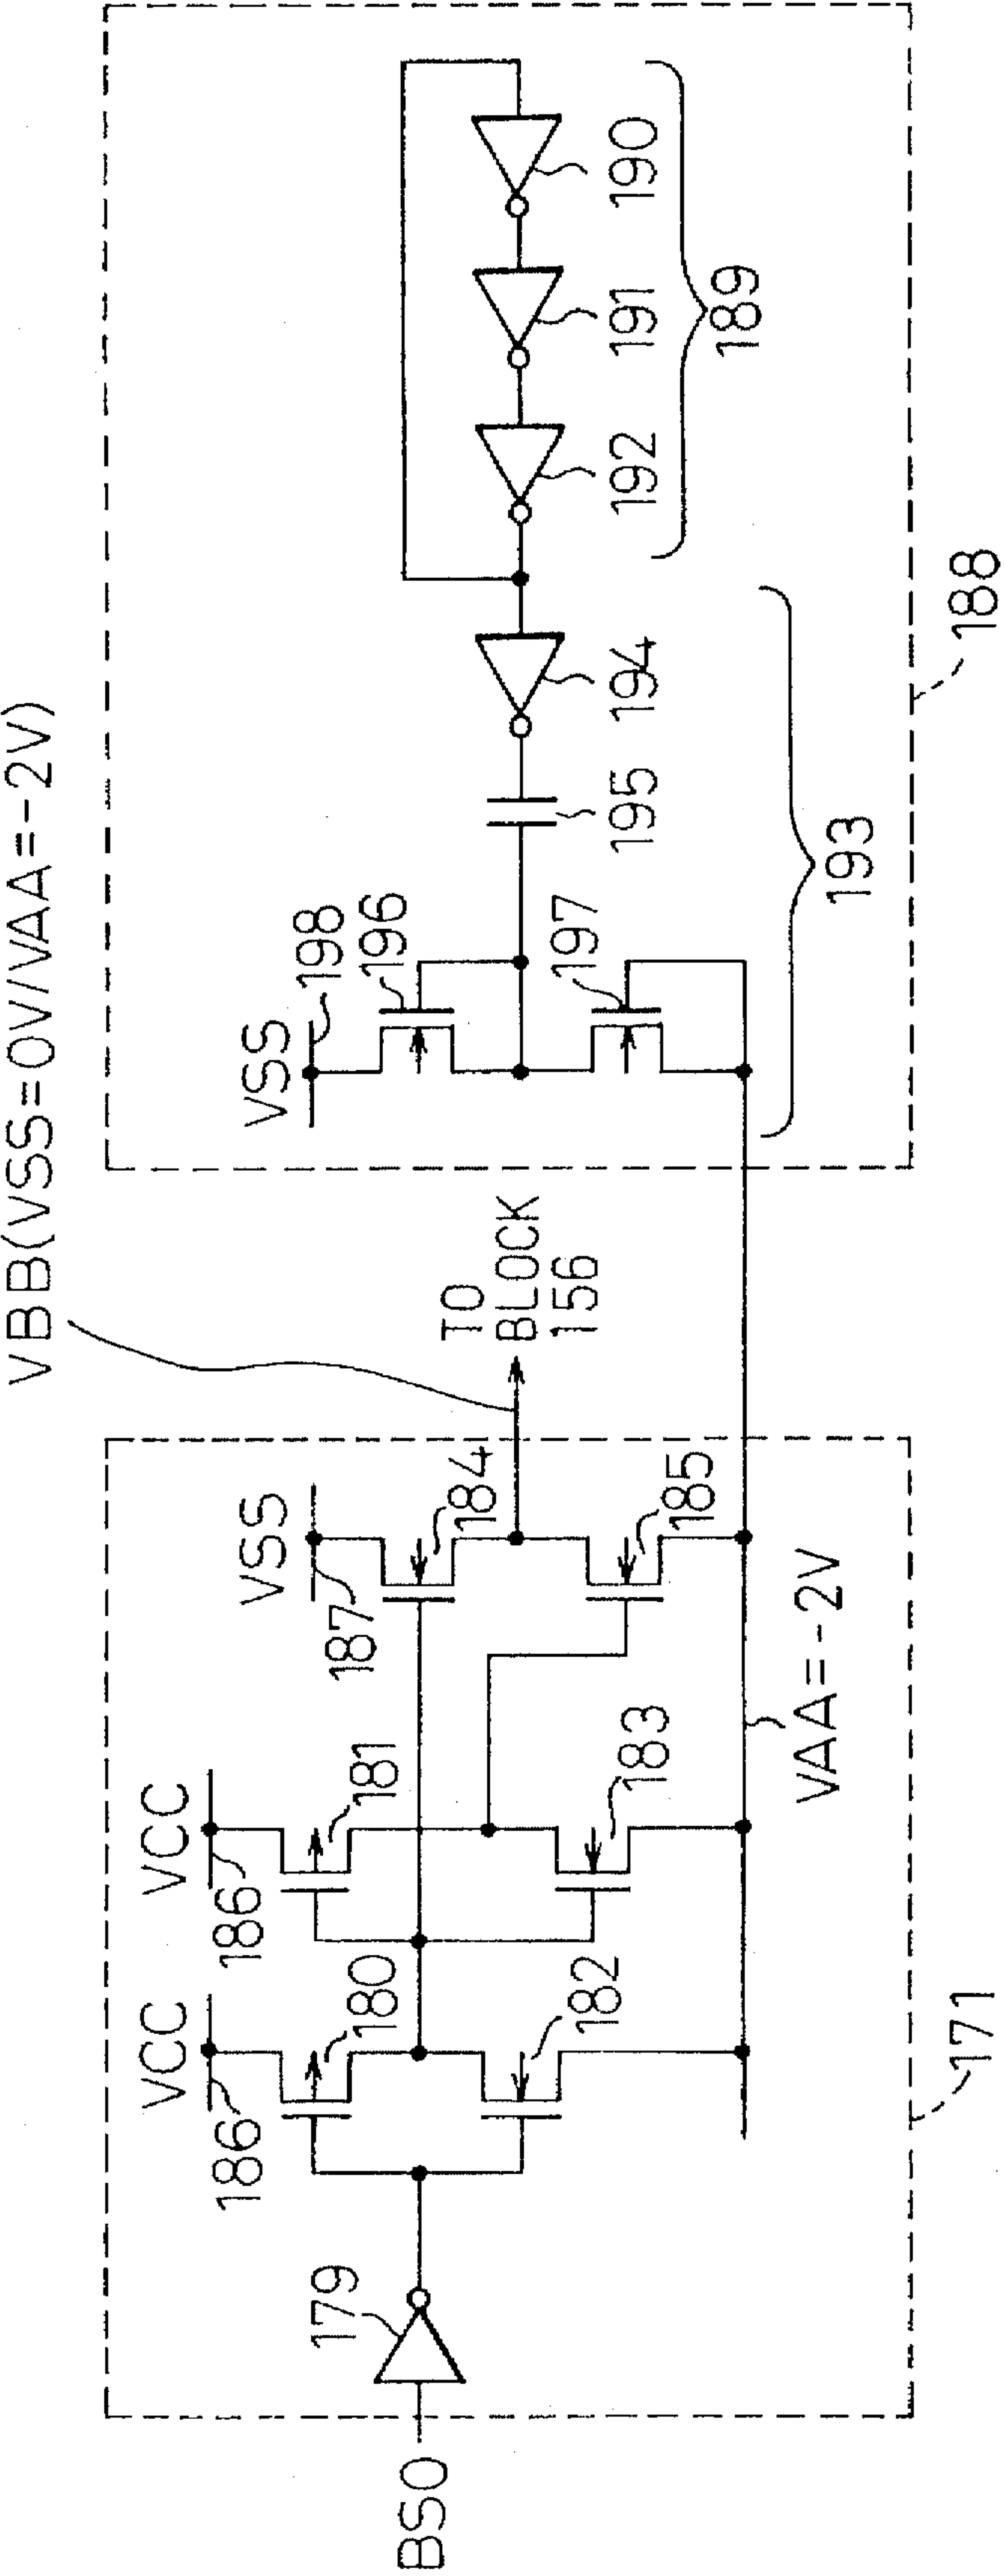 VBB(VSS=0V/VAA=-2V)
BS0
179
VCC
186
180
182
VCC
186
181
183
VSS
187
184
185
VAA=-2V
171
TO
BLOCK
156
VSS
198
196
197
195
194
193
192
191
190
189
188